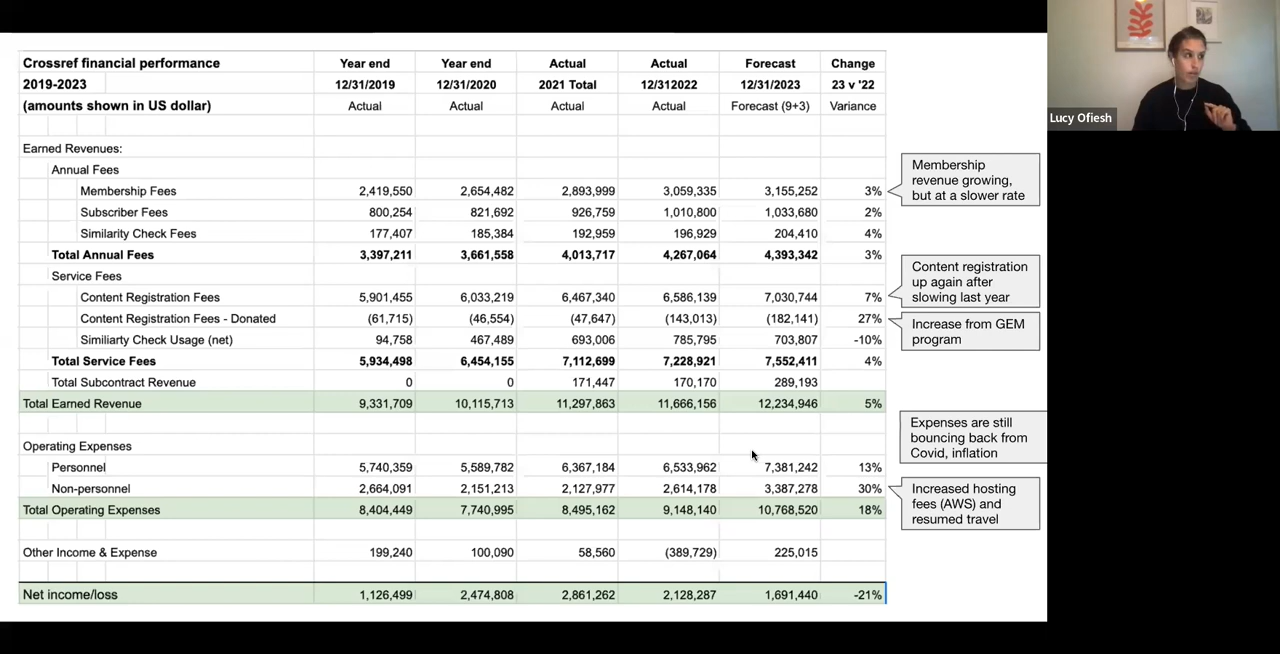 Crossref financial performance Year end Year end Actual Actual Forecast Change
2019-2023 12/31/2019 12/31/2020 2021 Total 12/312022 12/31/2023 23 v '22
(amounts shown in US dollar) Actual Actual Actual Actual Forecast (9+3) Variance
Earned Revenues:
Annual Fees
Membership Fees 2,419,550 2,654,482 2,893,999 3,059,335 3,155,252 3%
Subscriber Fees 800,254 821,692 926,759 1,010,800 1,033,680 2%
Similarity Check Fees 177,407 185,384 192,959 196,929 204,410 4%
Total Annual Fees 3,397,211 3,661,558 4,013,717 4,267,064 4,393,342 3%
Service Fees
Content Registration Fees 5,901,455 6,033,219 6,467,340 6,586,139 7,030,744 7%
Content Registration Fees - Donated (61,715) (46,554) (47,647) (143,013) (182,141) 27%
Similiarty Check Usage (net) 94,758 467,489 693,006 785,795 703,807 -10%
Total Service Fees 5,934,498 6,454,155 7,112,699 7,228,921 7,552,411 4%
Total Subcontract Revenue 0 0 171,447 170,170 289,193
Total Earned Revenue 9,331,709 10,115,713 11,297,863 11,666,156 12,234,946 5%
Operating Expenses
Personnel 5,740,359 5,589,782 6,367,184 6,533,962 7,381,242 13%
Non-personnel 2,664,091 2,151,213 2,127,977 2,614,178 3,387,278 30%
Total Operating Expenses 8,404,449 7,740,995 8,495,162 9,148,140 10,768,520 18%
Other Income & Expense 199,240 100,090 58,560 (389,729) 225,015
Net income/loss 1,126,499 2,474,808 2,861,262 2,128,287 1,691,440 -21%
Membership
revenue growing,
but at a slower rate
Content registration
up again after
slowing last year
Increase from GEM
program
Expenses are still
bouncing back from
Covid, inflation
Increased hosting
fees (AWS) and
resumed travel
Lucy Ofiesh